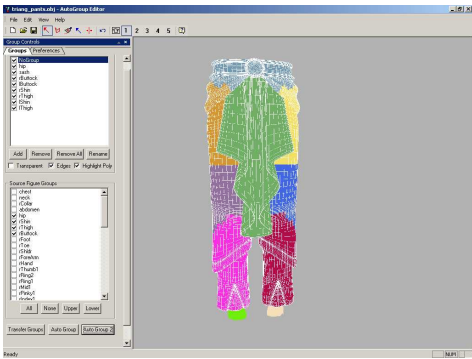 triang_pants.obj - AutoGroup Editor
File Edit View Help
1 2 3 4 5
Group Controls
Groups Preferences
NoGroup
hip
sash
rButtock
lButtock
rShin
rThigh
lShin
lThigh
Add Remove Remove All Rename
Transparent Edges Highlight Poly
Source Figure Groups
chest
neck
rCollar
abdomen
hip
rShin
rThigh
rButtock
rFoot
rToe
rShldr
rForeArm
rHand
rThumb1
rRing2
rRing1
rMid1
rPinky1
rIndex1
All None Upper Lower
Transfer Groups Auto Group Auto Group 2
Ready
NUM